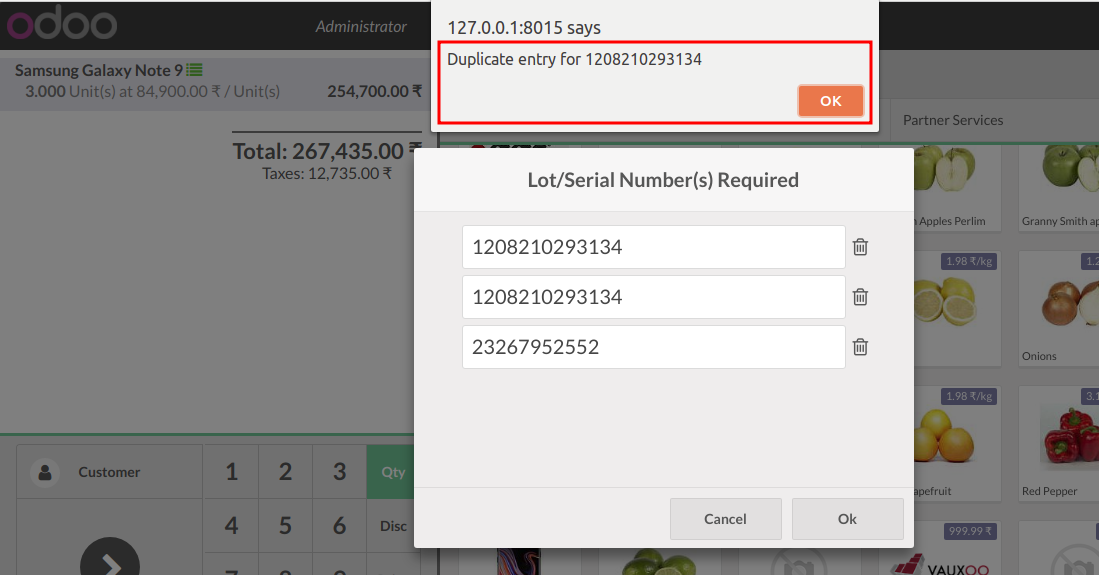 odoo
Administrator
127.0.0.1:8015 says
Duplicate entry for 1208210293134
OK
Samsung Galaxy Note 9
3.000 Unit(s) at 84,900.00 ₹ / Unit(s) 254,700.00 ₹
Total: 267,435.00 ₹
Taxes: 12,735.00 ₹
Partner Services
Lot/Serial Number(s) Required
1208210293134
1208210293134
23267952552
Cancel
Ok
Apples Perlim
Granny Smith ap
1.98 ₹/kg
1.2
Onions
1.98 ₹/kg
3.1
apefruit
Red Pepper
999.99 ₹
VAUXOO
Customer
1 2 3 Qty
4 5 6 Disc